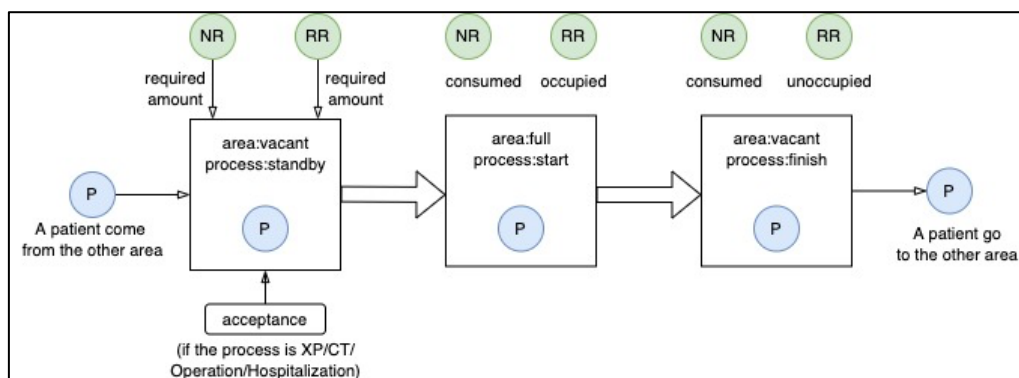 NR
RR
required
amount
required
amount
area:vacant
process:standby
P
P
A patient come
from the other area
acceptance
(if the process is XP/CT/
Operation/Hospitalization)
NR
RR
consumed
occupied
area:full
process:start
P
NR
RR
consumed
unoccupied
area:vacant
process:finish
P
P
A patient go
to the other area